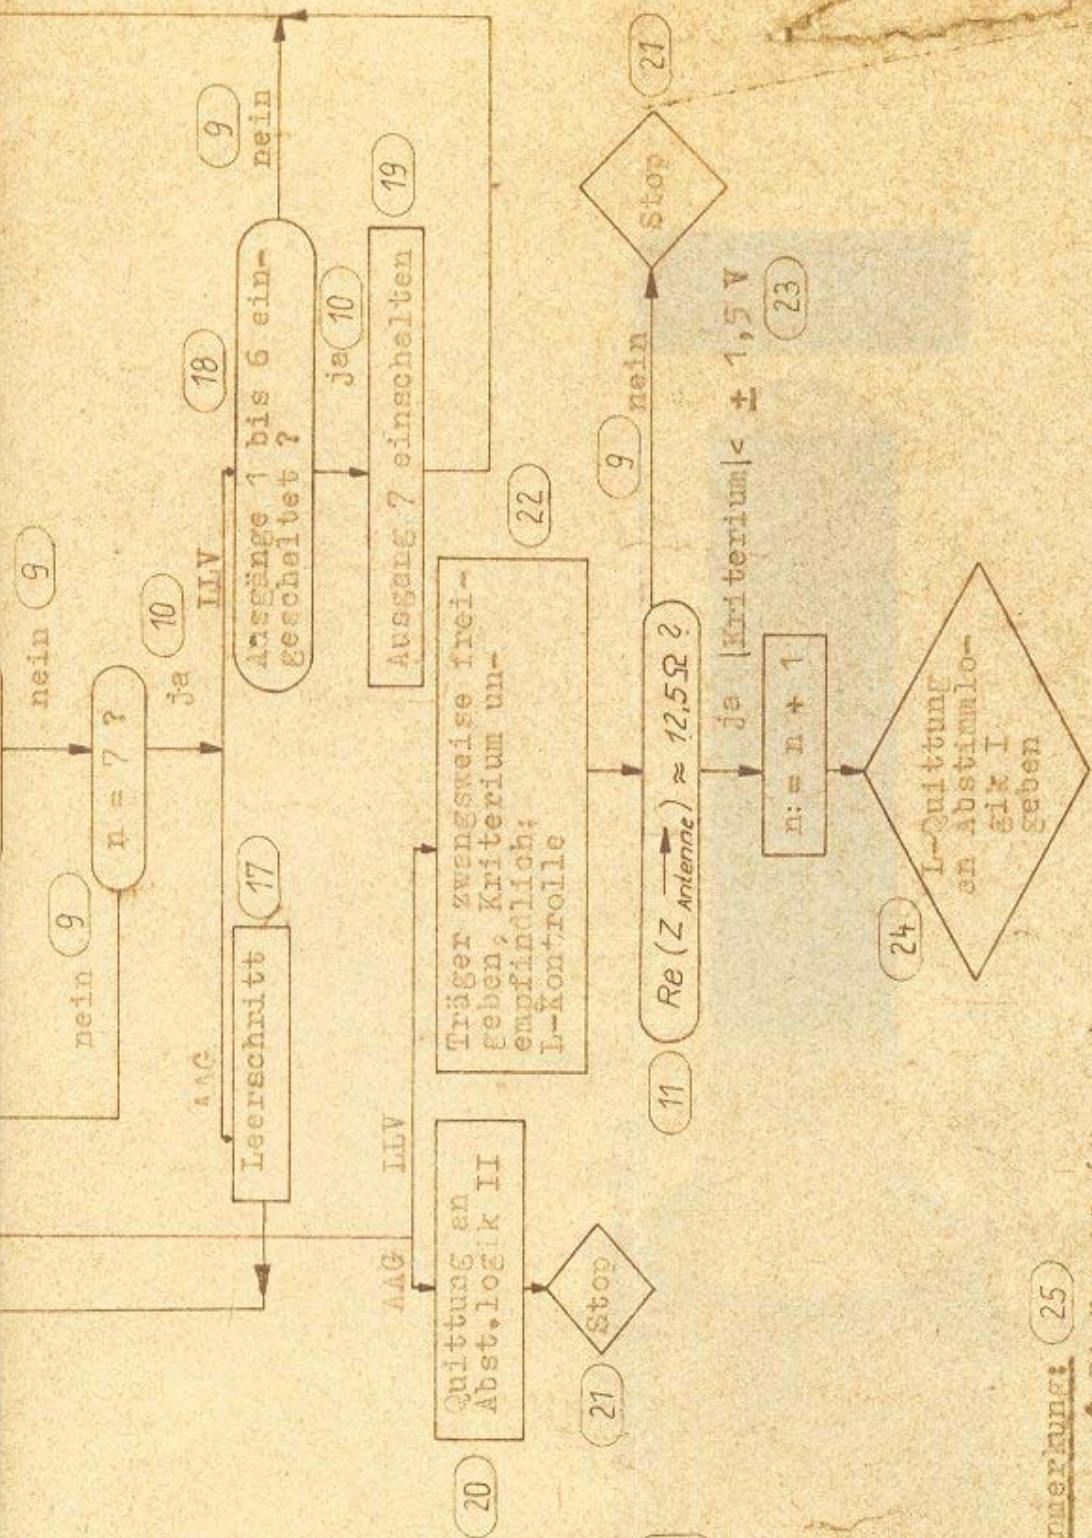 nein 9
n = 7 ?
nein 9
10
ja
AAG
LLV
17
Leerschritt
18
Ausgänge 1 bis 6 ein-
geschaltet ?
9
nein
ja 10
Ausgang 7 einschalten
19
AAG
LLV
20
Quittung an
Abst.logik II
21
Stop
Träger zwangsweise frei-
geben, Kriterium un-
empfindlich;
L-Kontrolle
22
11
Re (Z Antenne) ≈ 12,5 Ω ?
9
nein
Stop
21
ja |Kriterium|< ± 1,5 V
23
n: = n + 1
24
L-Quittung
an Abstimmlo-
gik I
geben
nmerkung: 25